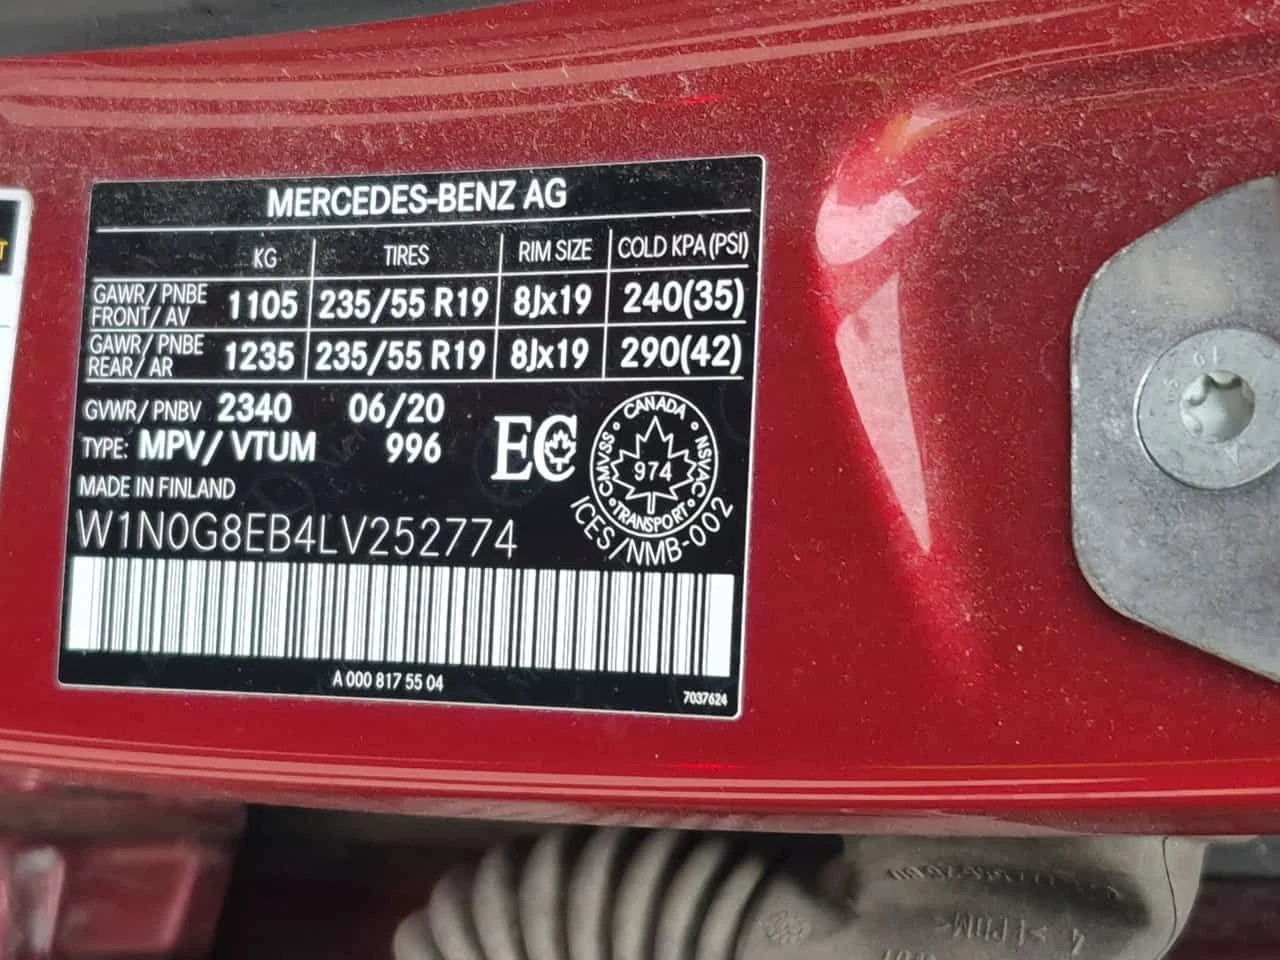 MERCEDES-BENZ AG
KG TIRES RIM SIZE COLD KPA (PSI)
GAWR/ PNBE FRONT/ AV 1105 235/55 R19 8Jx19 240(35)
GAWR/ PNBE REAR/ AR 1235 235/55 R19 8Jx19 290(42)
GVWR/ PNBV 2340 06/20
TYPE: MPV/ VTUM 996
EC
CANADA
CMVSS NSVAC
974
TRANSPORT
ICES/NMB-002
MADE IN FINLAND
W1N0G8EB4LV252774
A 000 817 55 04
7037624
T